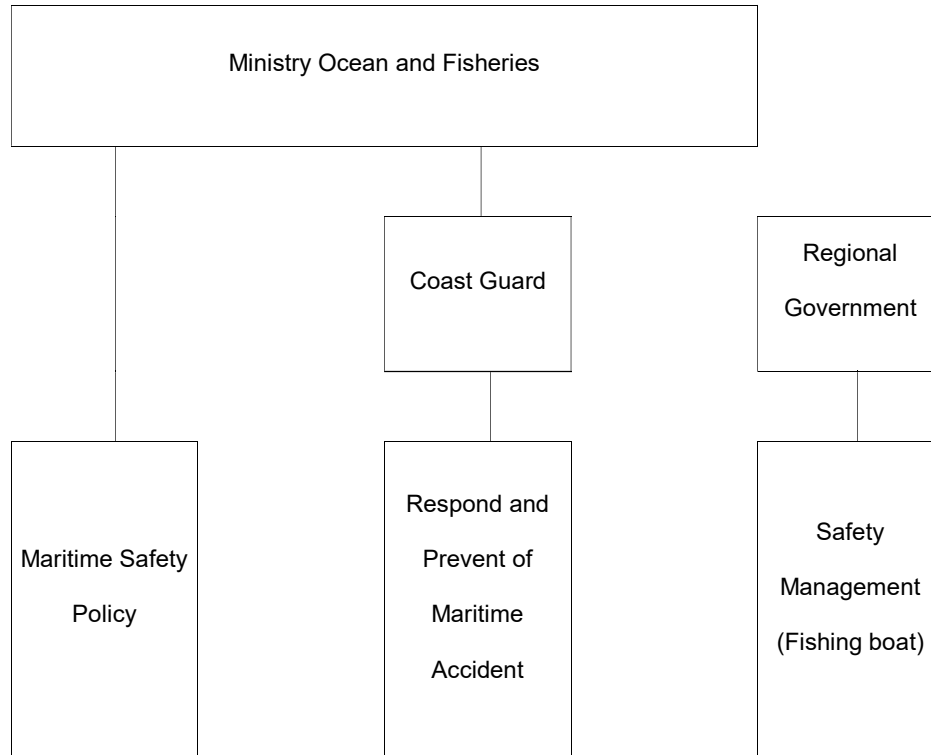 Ministry Ocean and Fisheries
Coast Guard
Regional
Government
Maritime Safety
Policy
Respond and
Prevent of
Maritime
Accident
Safety
Management
(Fishing boat)